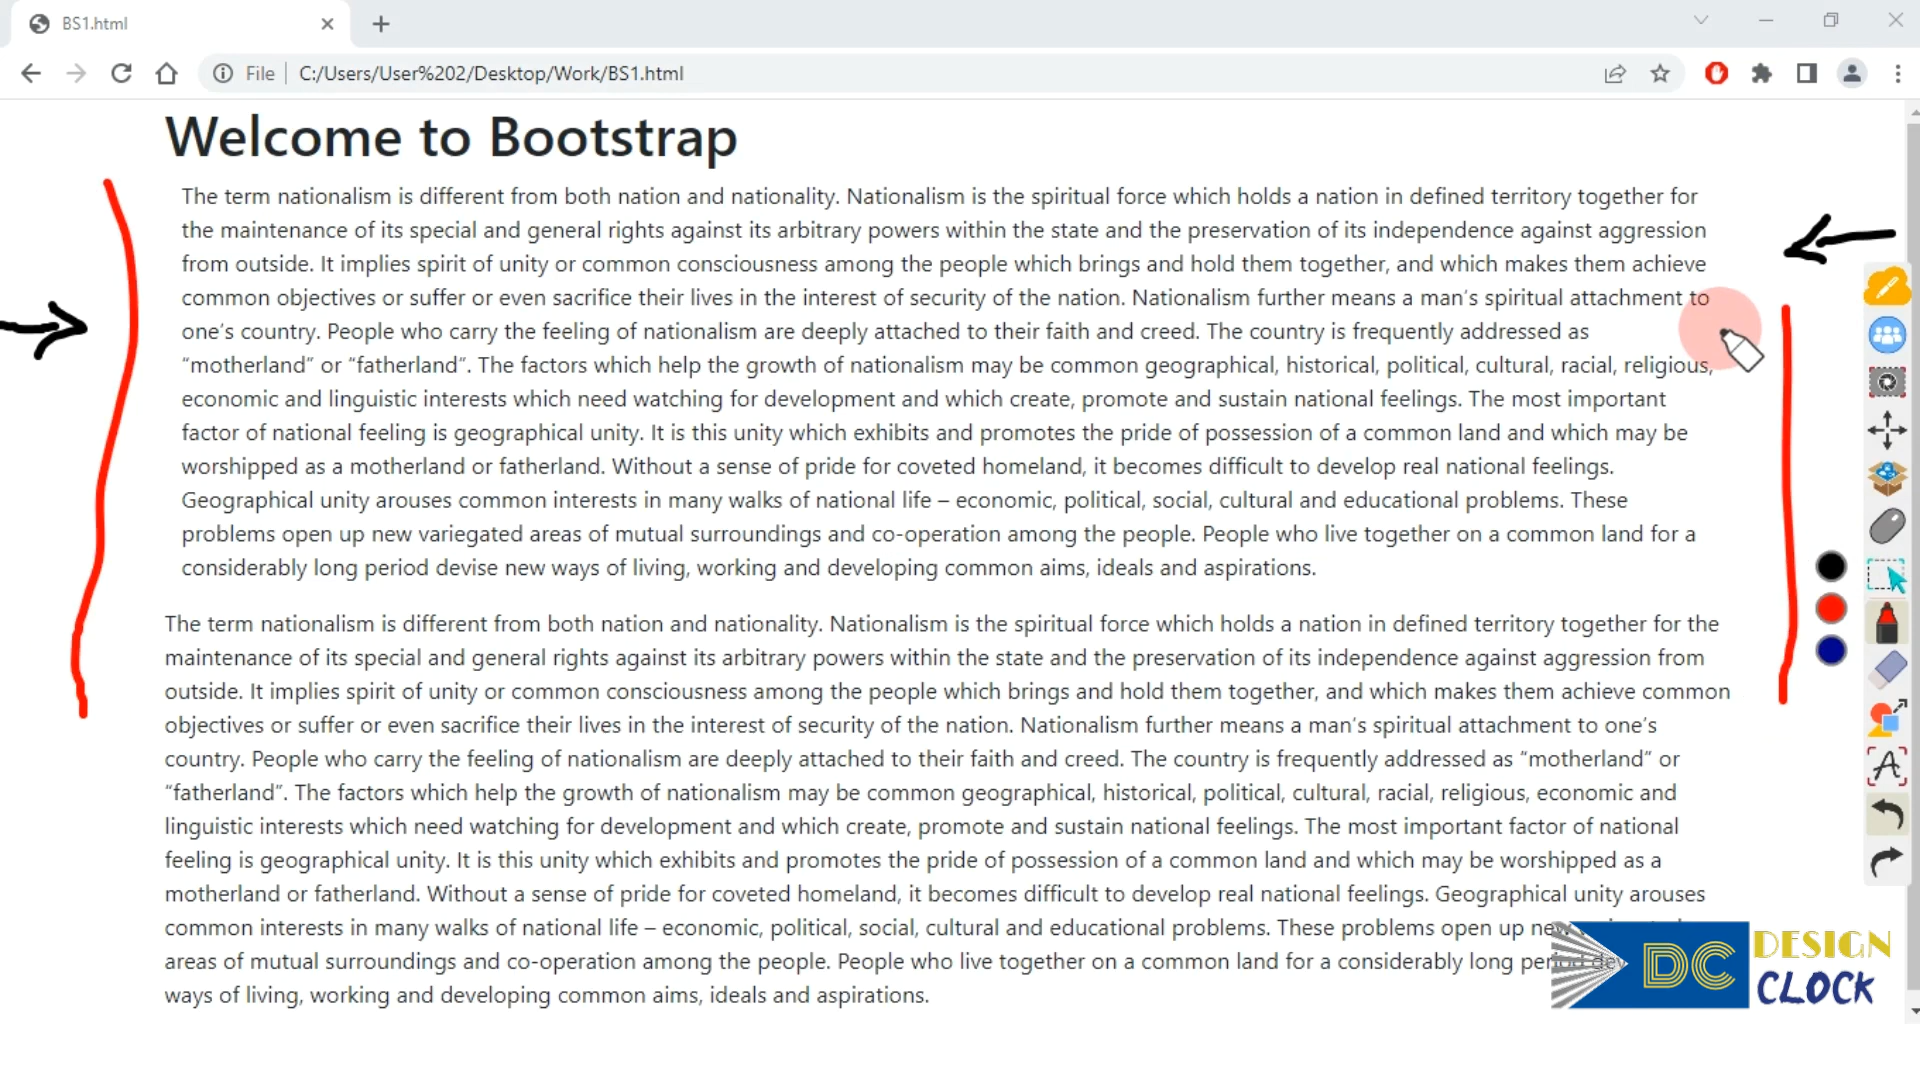 BS1.html
File C:/Users/User%202/Desktop/Work/BS1.html
Welcome to Bootstrap
The term nationalism is different from both nation and nationality. Nationalism is the spiritual force which holds a nation in defined territory together for
the maintenance of its special and general rights against its arbitrary powers within the state and the preservation of its independence against aggression
from outside. It implies spirit of unity or common consciousness among the people which brings and hold them together, and which makes them achieve
common objectives or suffer or even sacrifice their lives in the interest of security of the nation. Nationalism further means a man's spiritual attachment to
one's country. People who carry the feeling of nationalism are deeply attached to their faith and creed. The country is frequently addressed as
“motherland” or “fatherland”. The factors which help the growth of nationalism may be common geographical, historical, political, cultural, racial, religious,
economic and linguistic interests which need watching for development and which create, promote and sustain national feelings. The most important
factor of national feeling is geographical unity. It is this unity which exhibits and promotes the pride of possession of a common land and which may be
worshipped as a motherland or fatherland. Without a sense of pride for coveted homeland, it becomes difficult to develop real national feelings.
Geographical unity arouses common interests in many walks of national life – economic, political, social, cultural and educational problems. These
problems open up new variegated areas of mutual surroundings and co-operation among the people. People who live together on a common land for a
considerably long period devise new ways of living, working and developing common aims, ideals and aspirations.
The term nationalism is different from both nation and nationality. Nationalism is the spiritual force which holds a nation in defined territory together for the
maintenance of its special and general rights against its arbitrary powers within the state and the preservation of its independence against aggression from
outside. It implies spirit of unity or common consciousness among the people which brings and hold them together, and which makes them achieve common
objectives or suffer or even sacrifice their lives in the interest of security of the nation. Nationalism further means a man's spiritual attachment to one's
country. People who carry the feeling of nationalism are deeply attached to their faith and creed. The country is frequently addressed as “motherland” or
“fatherland”. The factors which help the growth of nationalism may be common geographical, historical, political, cultural, racial, religious, economic and
linguistic interests which need watching for development and which create, promote and sustain national feelings. The most important factor of national
feeling is geographical unity. It is this unity which exhibits and promotes the pride of possession of a common land and which may be worshipped as a
motherland or fatherland. Without a sense of pride for coveted homeland, it becomes difficult to develop real national feelings. Geographical unity arouses
common interests in many walks of national life – economic, political, social, cultural and educational problems. These problems open up new
areas of mutual surroundings and co-operation among the people. People who live together on a common land for a considerably long period
ways of living, working and developing common aims, ideals and aspirations.
DC DESIGN
CLOCK